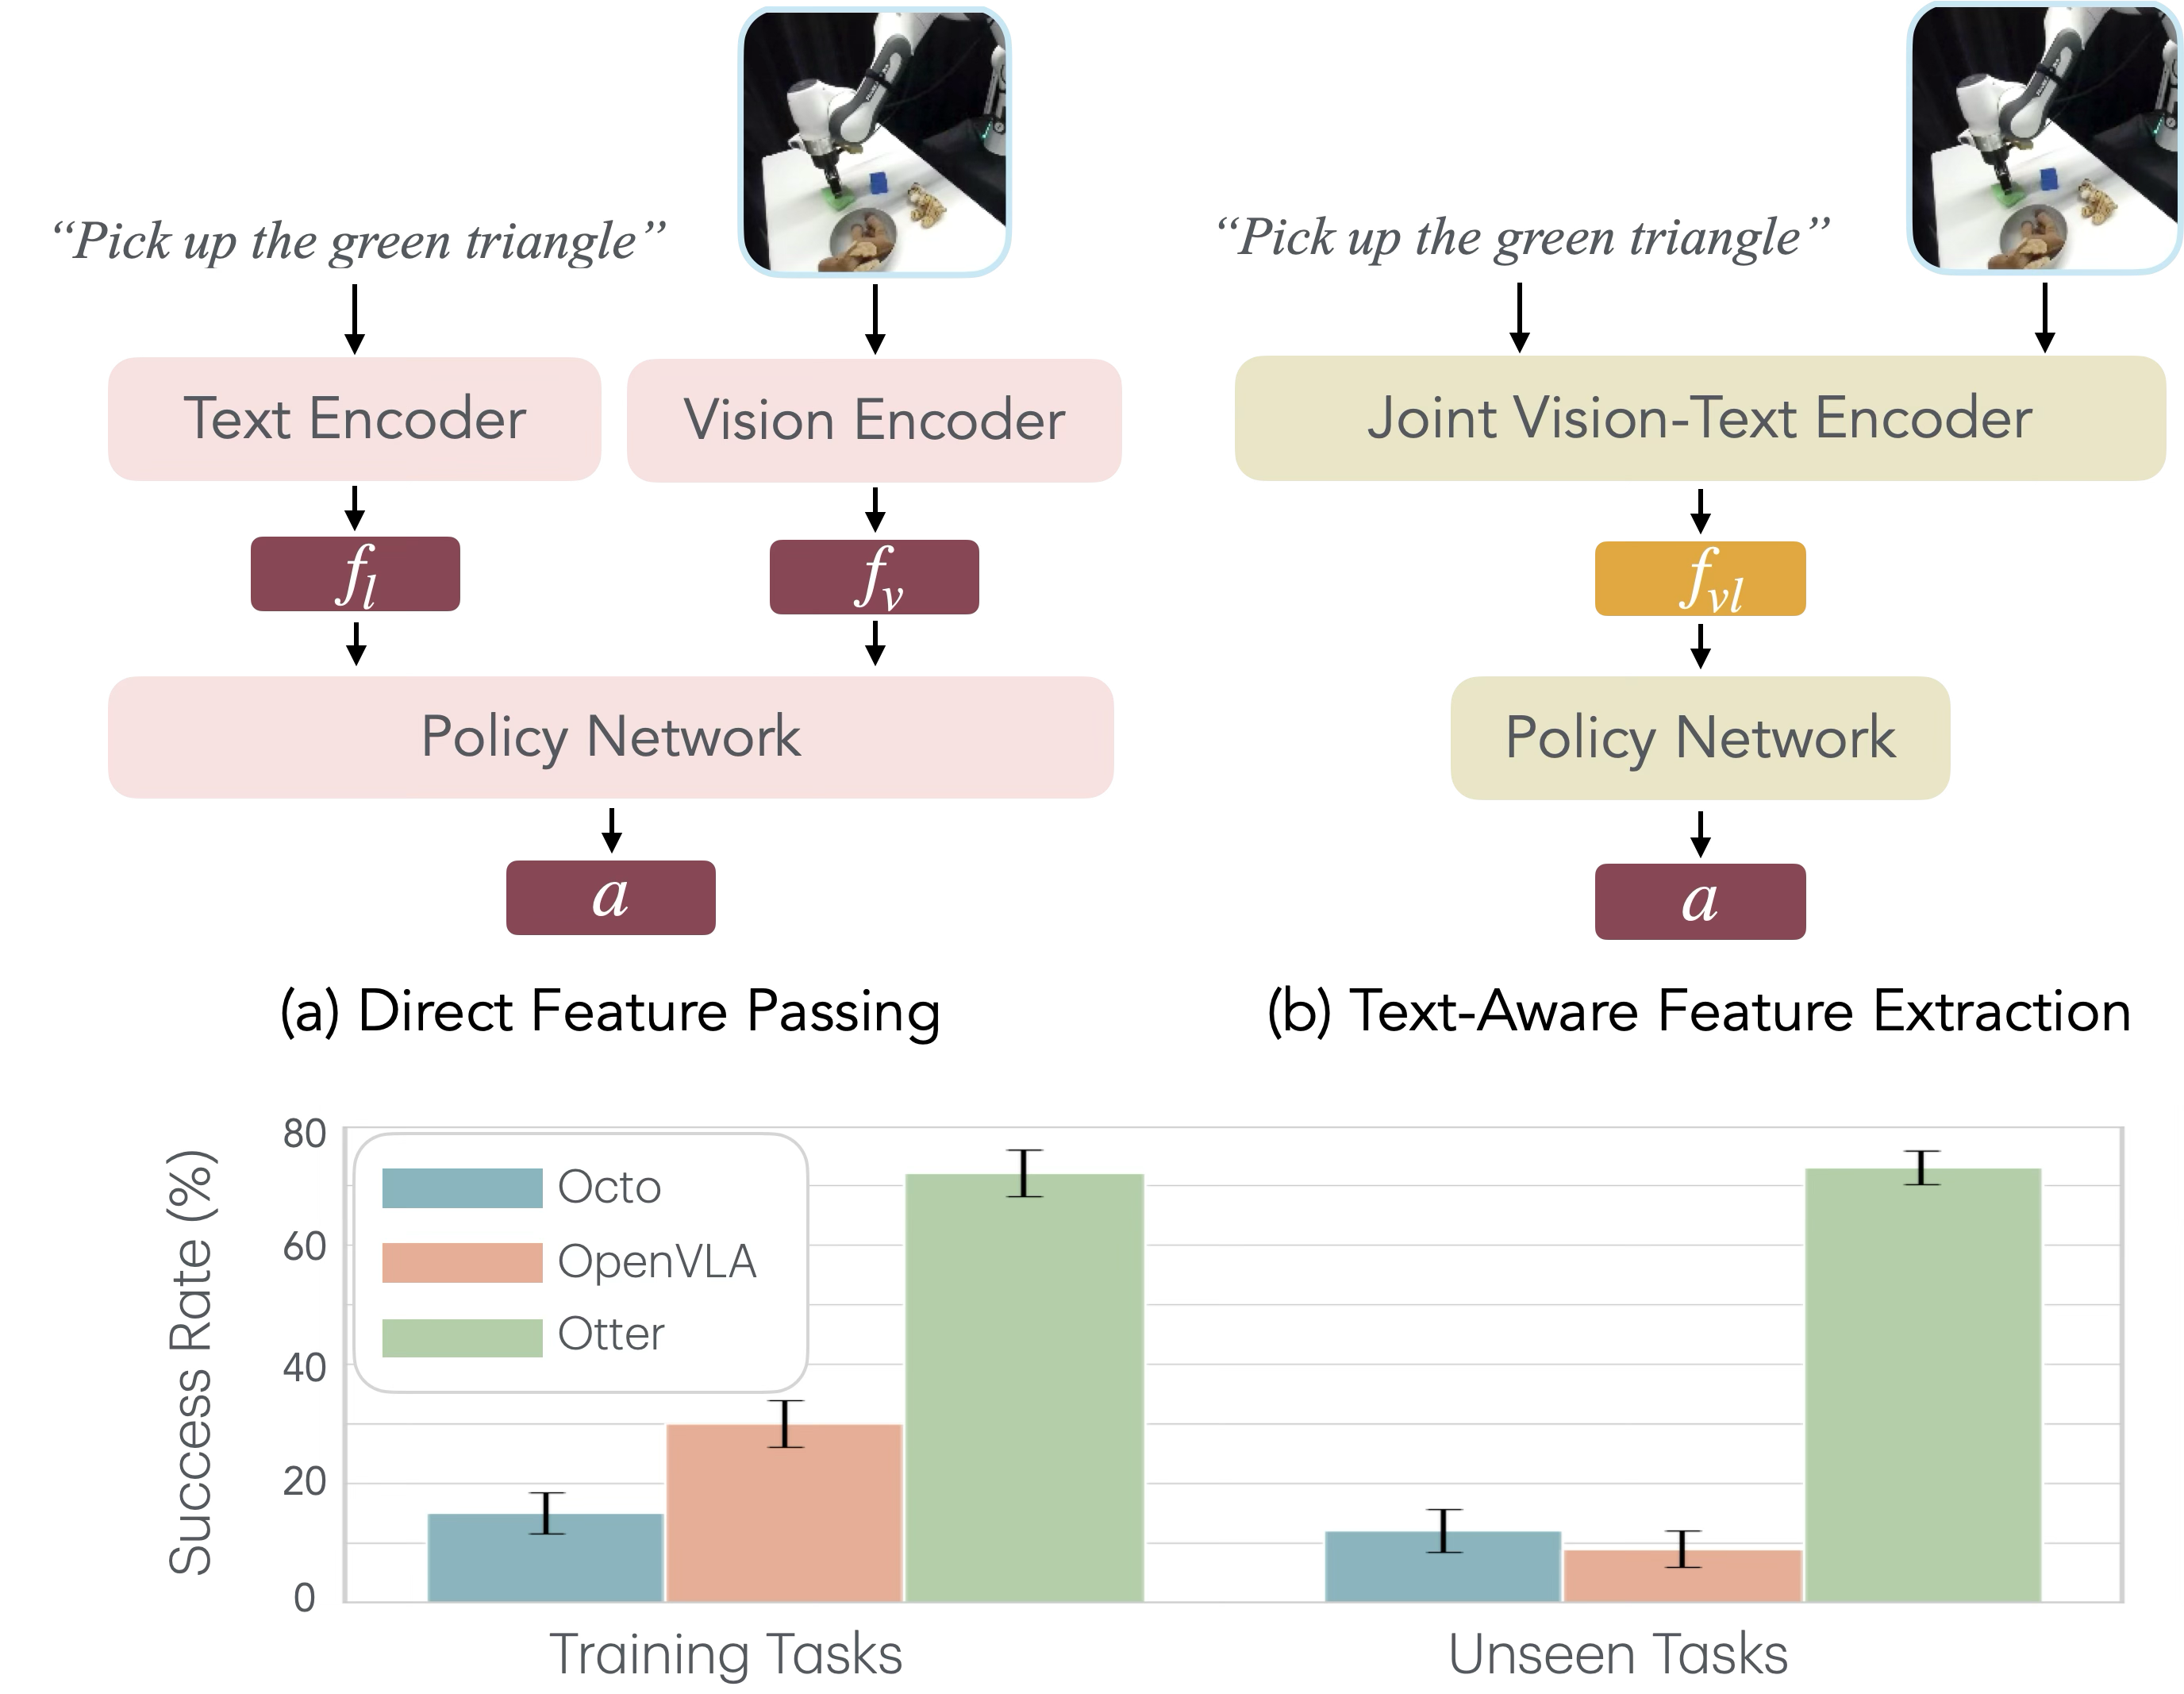 “Pick up the green triangle”
Text Encoder
Vision Encoder
f_l
f_v
Policy Network
a
(a) Direct Feature Passing
“Pick up the green triangle”
Joint Vision-Text Encoder
f_vl
Policy Network
a
(b) Text-Aware Feature Extraction
Success Rate (%)
80
60
40
20
0
Octo
OpenVLA
Otter
Training Tasks
Unseen Tasks